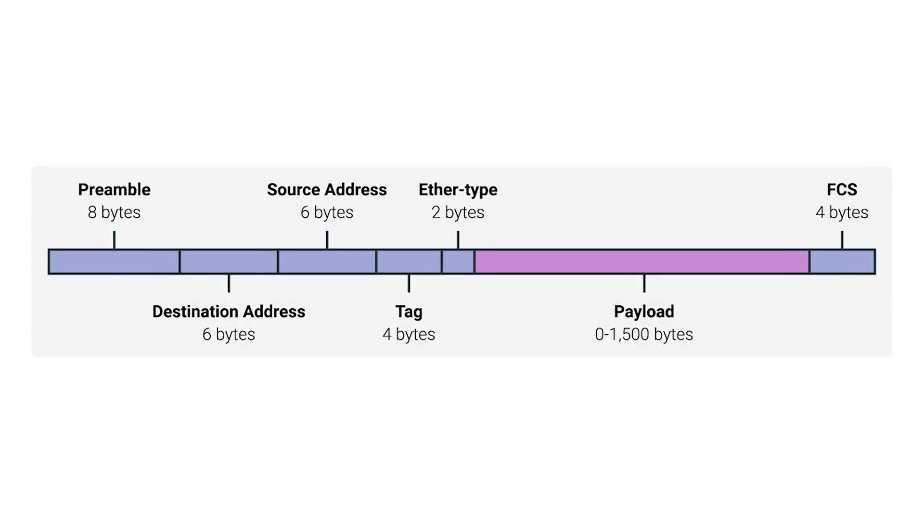 Preamble
8 bytes
Source Address
6 bytes
Ether-type
2 bytes
FCS
4 bytes
Destination Address
6 bytes
Tag
4 bytes
Payload
0-1,500 bytes